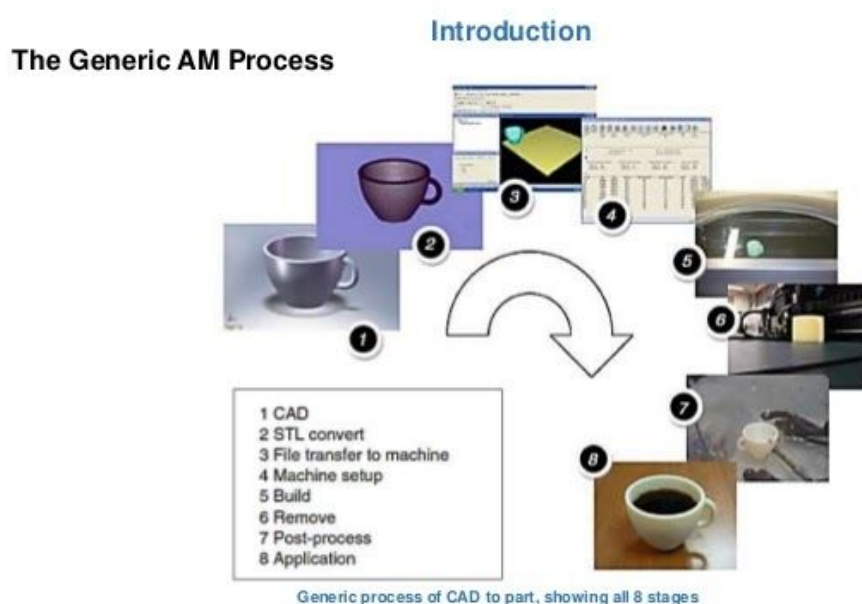 Introduction
The Generic AM Process
1
2
3
4
5
6
7
8
1 CAD
2 STL convert
3 File transfer to machine
4 Machine setup
5 Build
6 Remove
7 Post-process
8 Application
Generic process of CAD to part, showing all 8 stages